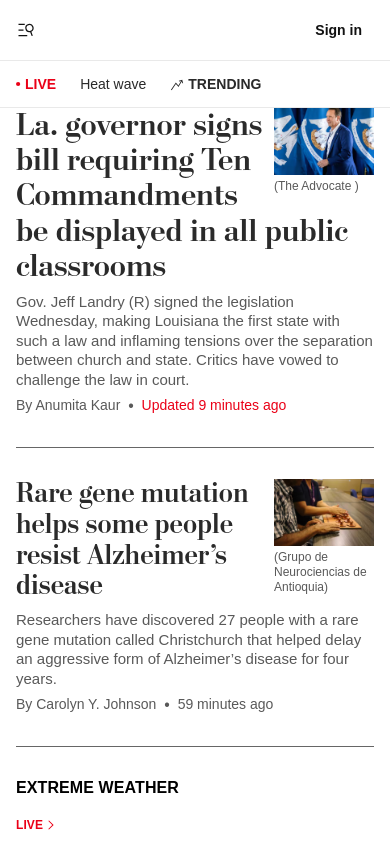 Sign in
• LIVE
Heat wave
TRENDING
La. governor signs
bill requiring Ten
Commandments
be displayed in all public
classrooms
(The Advocate )
Gov. Jeff Landry (R) signed the legislation
Wednesday, making Louisiana the first state with
such a law and inflaming tensions over the separation
between church and state. Critics have vowed to
challenge the law in court.
By Anumita Kaur • Updated 9 minutes ago
Rare gene mutation
helps some people
resist Alzheimer’s
disease
(Grupo de
Neurociencias de
Antioquia)
Researchers have discovered 27 people with a rare
gene mutation called Christchurch that helped delay
an aggressive form of Alzheimer’s disease for four
years.
By Carolyn Y. Johnson • 59 minutes ago
EXTREME WEATHER
LIVE